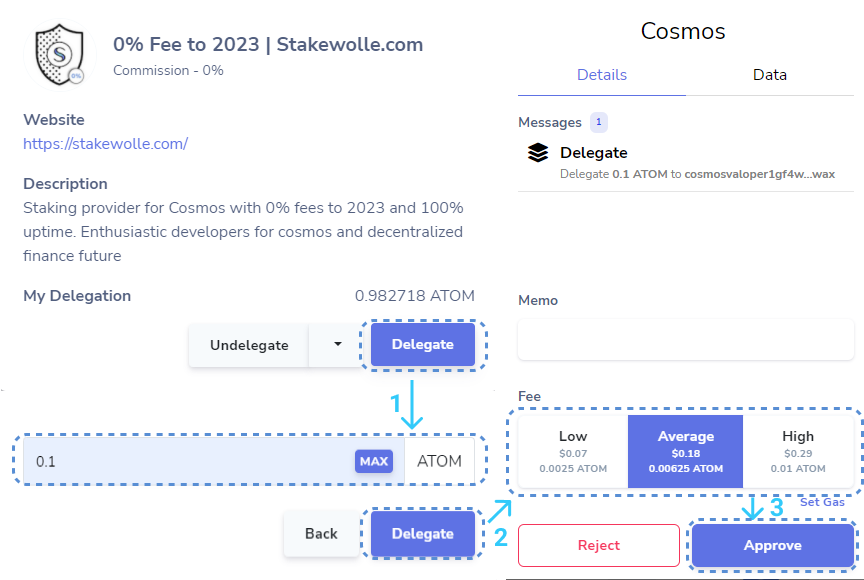 0% Fee to 2023 | Stakewolle.com
Commission - 0%
S
0%
Website
https://stakewolle.com/
Description
Staking provider for Cosmos with 0% fees to 2023 and 100%
uptime. Enthusiastic developers for cosmos and decentralized
finance future
My Delegation 0.982718 ATOM
Undelegate Delegate
1
0.1 MAX ATOM
Back Delegate
2
Cosmos
Details Data
Messages 1
Delegate
Delegate 0.1 ATOM to cosmosvaloper1gf4w...wax
Memo
Fee
Low Average High
$0.07 $0.18 $0.29
0.0025 ATOM 0.00625 ATOM 0.01 ATOM
3 Set Gas
Reject Approve